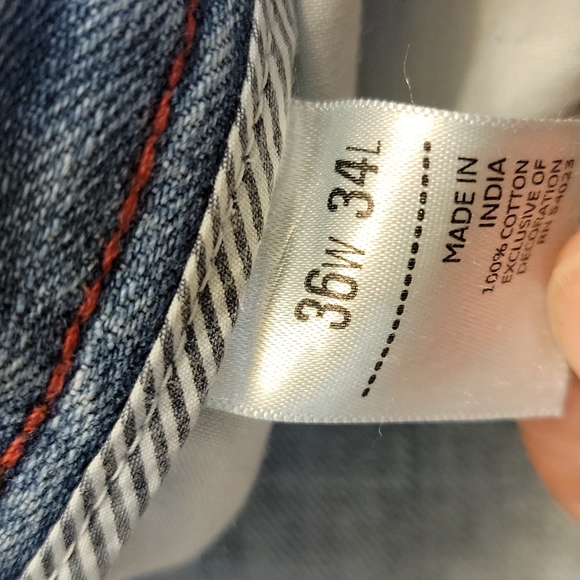 36W 34L
MADE IN
INDIA
100% COTTON
EXCLUSIVE OF
DECORATION
RN 54023